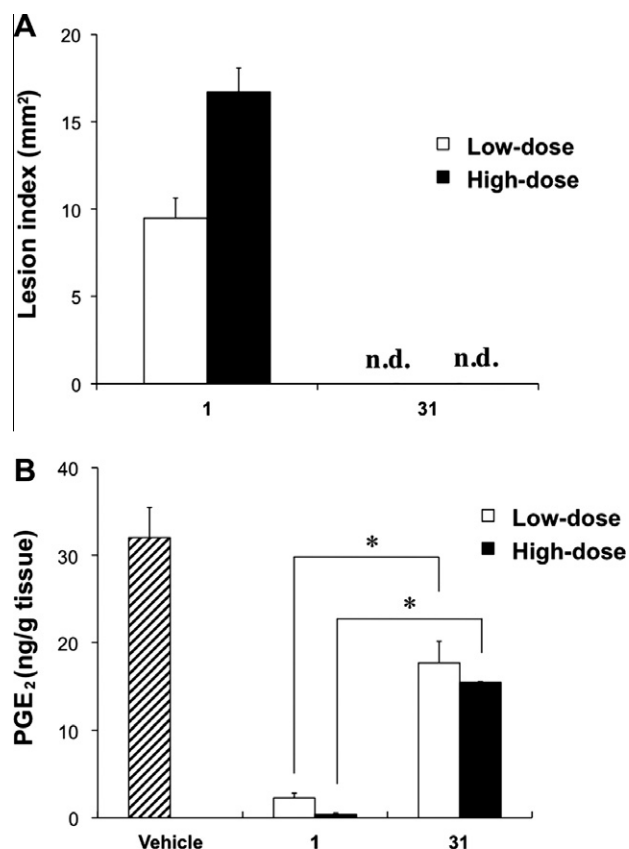 A
Lesion index (mm²)
20
15
10
5
0
Low-dose
High-dose
n.d. n.d.
1 31
B
PGE₂ (ng/g tissue)
40
30
20
10
0
Low-dose
High-dose
*
*
Vehicle 1 31